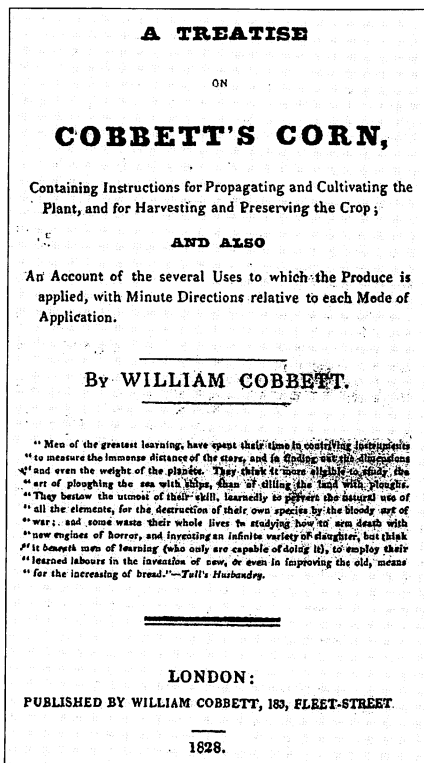 A TREATISE
ON
COBBETT'S CORN,
Containing Instructions for Propagating and Cultivating the
Plant, and for Harvesting and Preserving the Crop;
AND ALSO
An Account of the several Uses to which the Produce is
applied, with Minute Directions relative to each Mode of
Application.
BY WILLIAM COBBETT.
" Men of the greatest learning, have spent their time in contriving instruments
" to measure the immense distance of the stars, and in finding out the dimensions
" and even the weight of the planets. They think it more eligible to study the
" art of ploughing the sea with ships, than of tilling the land with ploughs.
" They bestow the utmost of their skill, learnedly to pervert the natural use of
" all the elements, for the destruction of their own species by the bloody art of
" war; and some waste their whole lives in studying how to arm death with
" new engines of horror, and inventing an infinite variety of slaughter, but think
" it beneath men of learning (who only are capable of doing it), to employ their
" learned labours in the invention of new, or even in improving the old, means
" for the increasing of bread."—Tull's Husbandry.
LONDON:
PUBLISHED BY WILLIAM COBBETT, 183, FLEET-STREET.
1828.